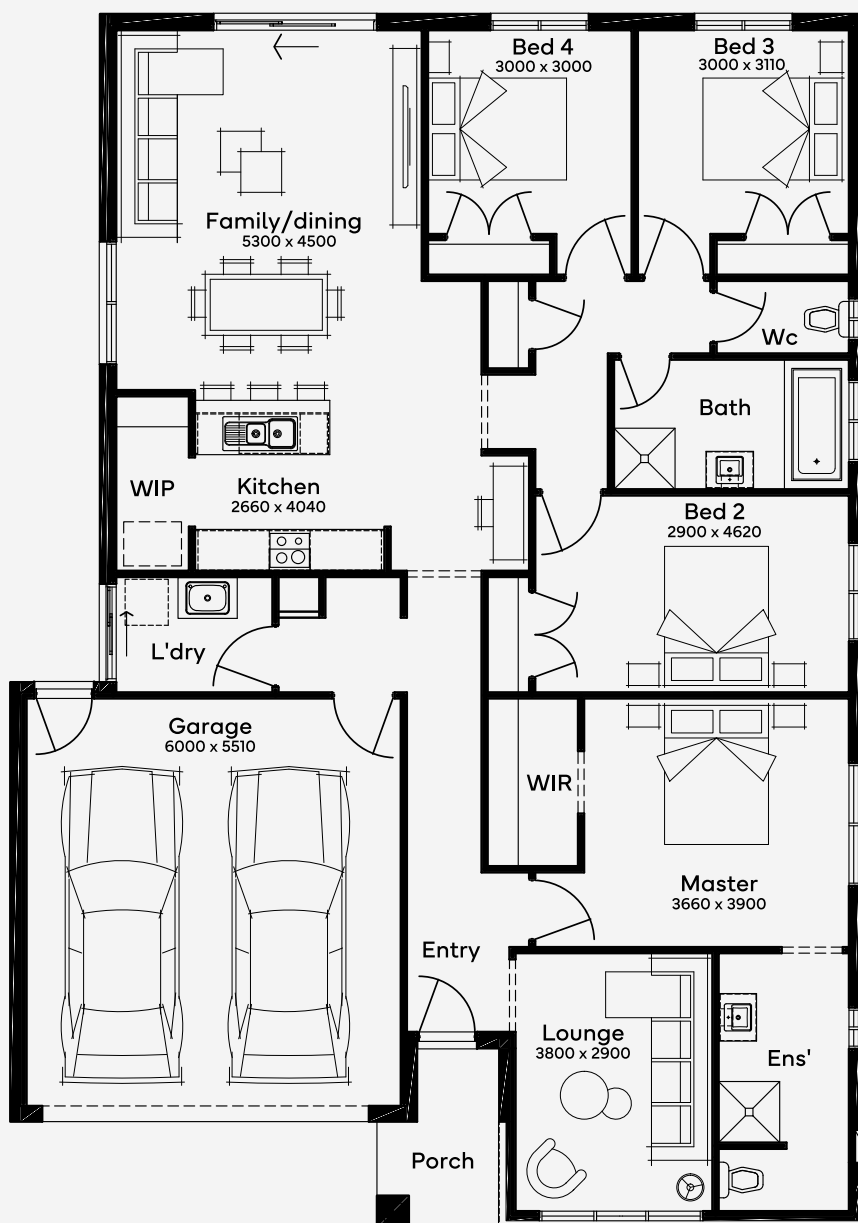 Bed 4
3000 x 3000
Bed 3
3000 x 3110
Family/dining
5300 x 4500
Wc
Bath
WIP
Kitchen
2660 x 4040
Bed 2
2900 x 4620
L'dry
Garage
6000 x 5510
WIR
Master
3660 x 3900
Entry
Lounge
3800 x 2900
Ens'
Porch